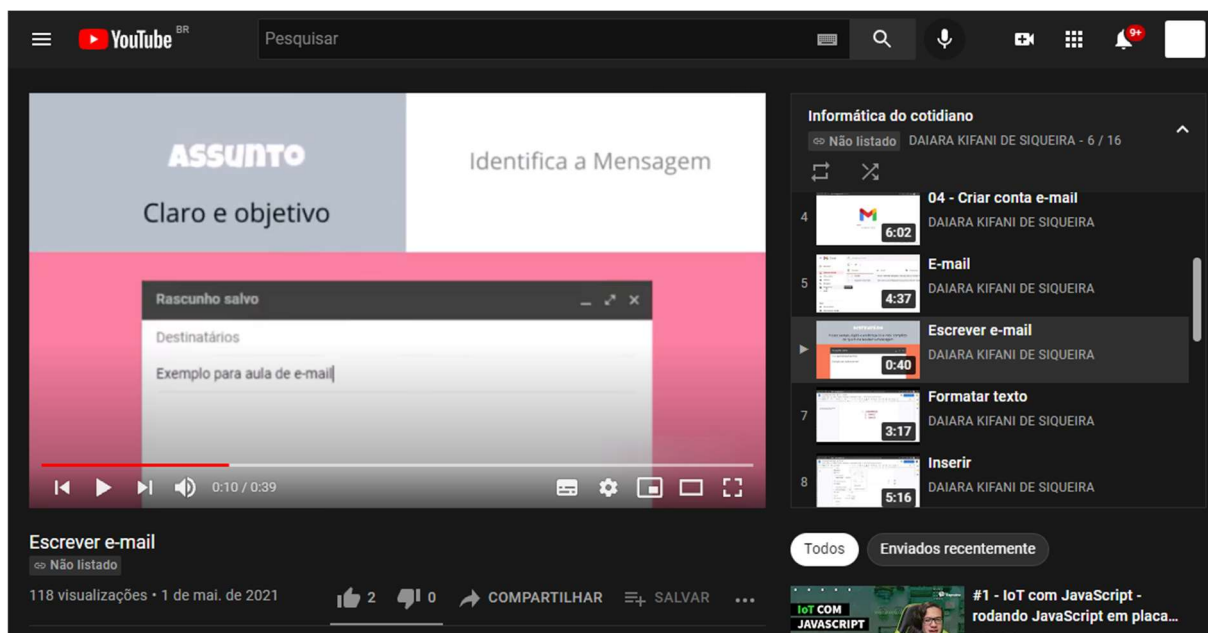 YouTube BR
Pesquisar
9+
ASSUNTO
Claro e objetivo
Identifica a Mensagem
Rascunho salvo
Destinatários
Exemplo para aula de e-mail
0:10 / 0:39
Escrever e-mail
Não listado
118 visualizações • 1 de mai. de 2021
2
0
COMPARTILHAR
SALVAR
Informática do cotidiano
Não listado DAIARA KIFANI DE SIQUEIRA - 6 / 16
4
6:02
04 - Criar conta e-mail
DAIARA KIFANI DE SIQUEIRA
5
4:37
E-mail
DAIARA KIFANI DE SIQUEIRA
0:40
Escrever e-mail
DAIARA KIFANI DE SIQUEIRA
7
3:17
Formatar texto
DAIARA KIFANI DE SIQUEIRA
8
5:16
Inserir
DAIARA KIFANI DE SIQUEIRA
Todos
Enviados recentemente
IoT COM
JAVASCRIPT
#1 - IoT com JavaScript -
rodando JavaScript em placa...